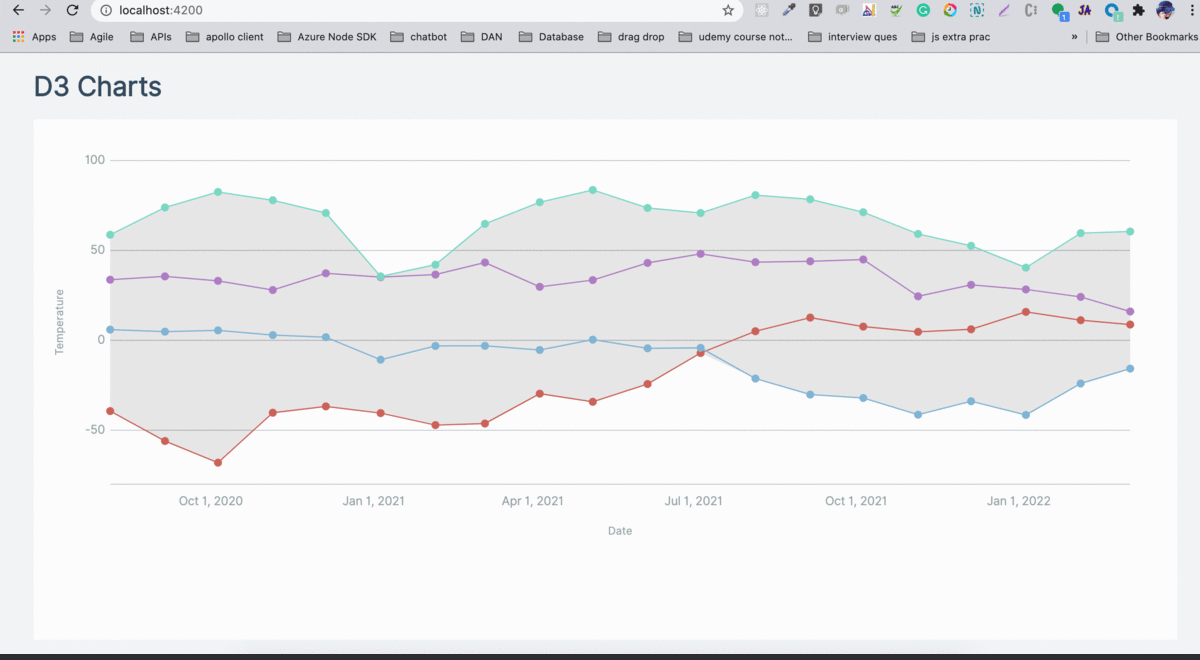 localhost:4200
Apps Agile APIs apollo client Azure Node SDK chatbot DAN Database drag drop udemy course not... interview ques js extra prac » Other Bookmarks
D3 Charts
100
50
0
-50
Temperature
Oct 1, 2020 Jan 1, 2021 Apr 1, 2021 Jul 1, 2021 Oct 1, 2021 Jan 1, 2022
Date